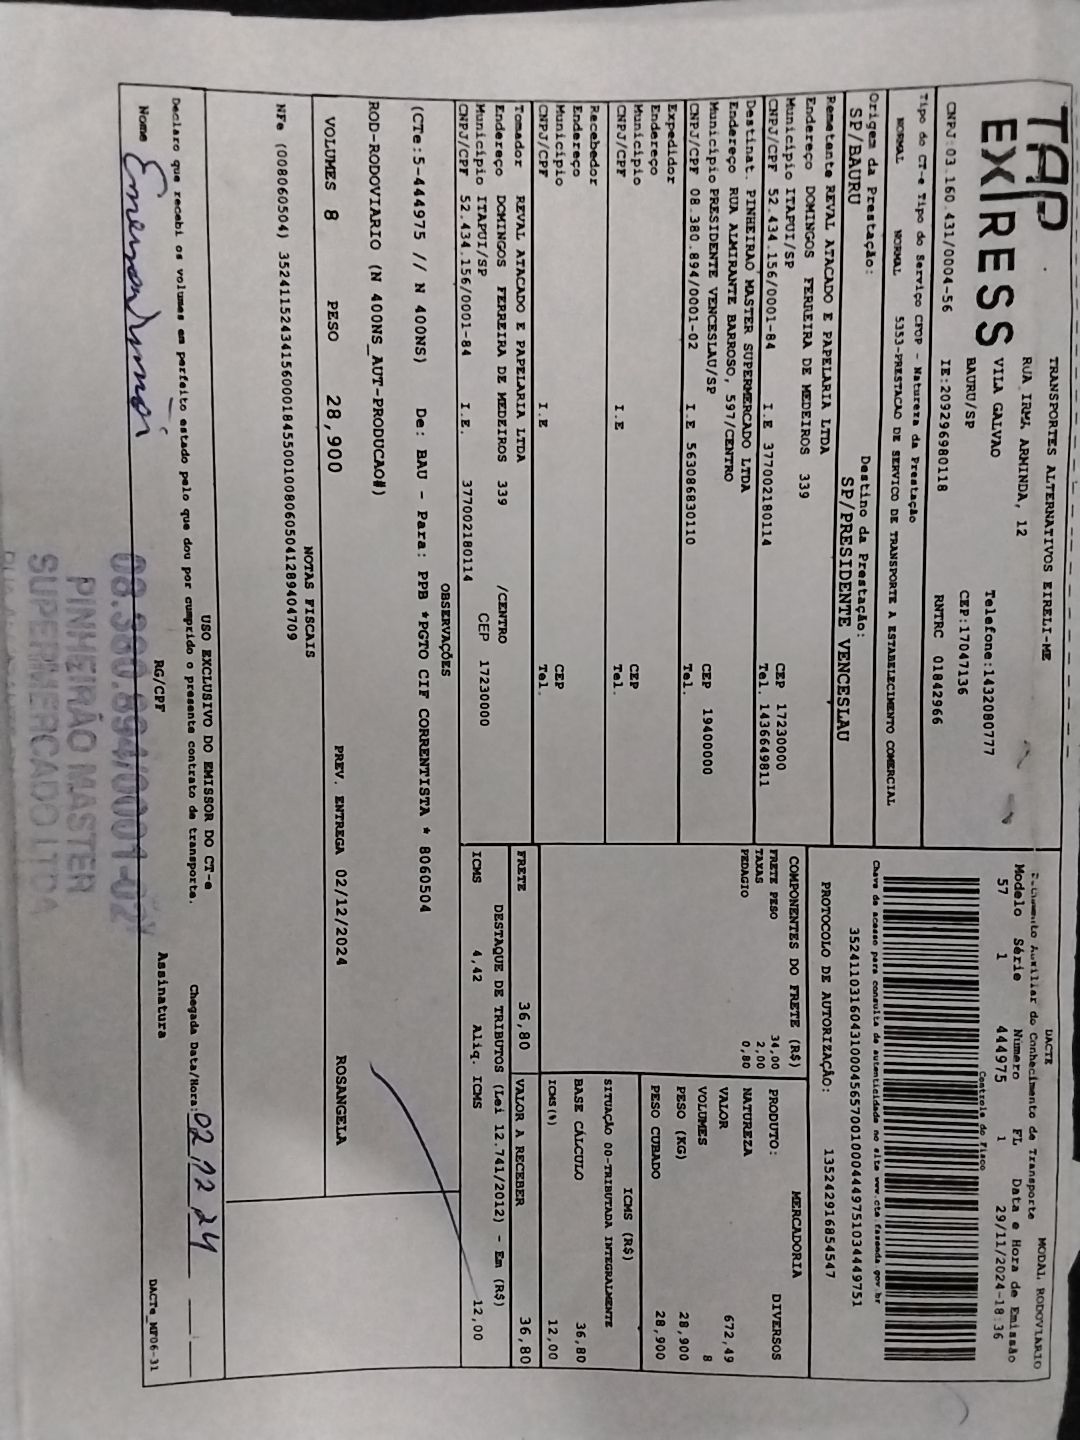 TAP
EXPRESS
TRANSPORTES ALTERNATIVOS EIRELI-ME
RUA IRMA ARMINDA, 12
VILA GALVAO
BAURU/SP
Telefone:1432080777
CEP:17047136
CNPJ:03.160.431/0004-56 IE:209296980118 RNTRC 01842966
DACTE MODAL RODOVIARIO
Documento Auxiliar do Conhecimento de Transporte
Modelo Série Numero FL Data e Hora de Emissão
57 1 444975 1 29/11/2024-18:36
Controle do Fisco
Chave de acesso para consulta de autenticidade no site www.cte.fazenda.gov.br
35241103160431000456570010004449751034449751
PROTOCOLO DE AUTORIZAÇÃO: 135242916854547
Tipo do CT-e Tipo do Serviço CFOP - Natureza da Prestação
NORMAL NORMAL 5353-PRESTACAO DE SERVICO DE TRANSPORTE A ESTABELECIMENTO COMERCIAL
Origem da Prestação: Destino da Prestação:
SP/BAURU SP/PRESIDENTE VENCESLAU
Remetente REVAL ATACADO E PAPELARIA LTDA
Endereço DOMINGOS FERREIRA DE MEDEIROS 339
Municipio ITAPUI/SP CEP 17230000
CNPJ/CPF 52.434.156/0001-84 I.E 377002180114 Tel. 1436649811
Destinat. PINHEIRAO MASTER SUPERMERCADO LTDA
Endereço RUA ALMIRANTE BARROSO, 597/CENTRO
Municipio PRESIDENTE VENCESLAU/SP CEP 19400000
CNPJ/CPF 08.380.894/0001-02 I.E 563086830110 Tel.
Expedidor
Endereço
Municipio CEP
CNPJ/CPF I.E Tel.
Recebedor
Endereço
Municipio CEP
CNPJ/CPF I.E Tel.
Tomador REVAL ATACADO E PAPELARIA LTDA
Endereço DOMINGOS FERREIRA DE MEDEIROS 339 /CENTRO
Municipio ITAPUI/SP CEP 17230000
CNPJ/CPF 52.434.156/0001-84 I.E. 377002180114
COMPONENTES DO FRETE (R$)
FRETE PESO 34,00
TAXAS 2,00
PEDAGIO 0,80
MERCADORIA
PRODUTO: DIVERSOS
NATUREZA
VALOR 672,49
VOLUMES 8
PESO (KG) 28,900
PESO CUBADO 28,900
ICMS (R$)
SITUAÇÃO 00-TRIBUTADA INTEGRALMENTE
BASE CÁLCULO 36,80
ICMS(%) 12,00
FRETE 36,80 VALOR A RECEBER 36,80
DESTAQUE DE TRIBUTOS (Lei 12.741/2012) - Em (R$)
ICMS 4,42 Aliq. ICMS 12,00
OBSERVAÇÕES
(CTe:5-444975 // N 400NS) De: BAU - Para: PPB *PGTO CIF CORRENTISTA * 8060504
ROD-RODOVIARIO (N 400NS_AUT-PRODUCAO#)
VOLUMES 8 PESO 28,900 PREV. ENTREGA 02/12/2024 ROSANGELA
NOTAS FISCAIS
NFe (008060504) 35241152434156000184550010080605041289404709
USO EXCLUSIVO DO EMISSOR DO CT-e
Declaro que recebi os volumes em perfeito estado pelo que dou por cumprido o presente contrato de transporte. Chegada Data/Hora: 02 12 24
Nome RG/CPF Assinatura
DACTe_MF06-31
08.380.894/0001-02
PINHEIRÃO MASTER
SUPERMERCADO LTDA